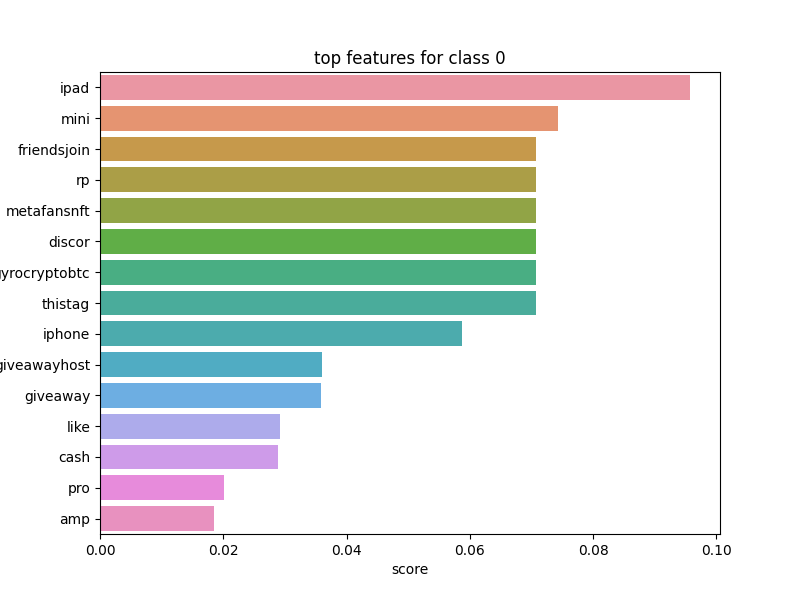 top features for class 0
ipad
mini
friendsjoin
rp
metafansnft
discor
yrocryptobtc
thistag
iphone
giveawayhost
giveaway
like
cash
pro
amp
0.00 0.02 0.04 0.06 0.08 0.10
score